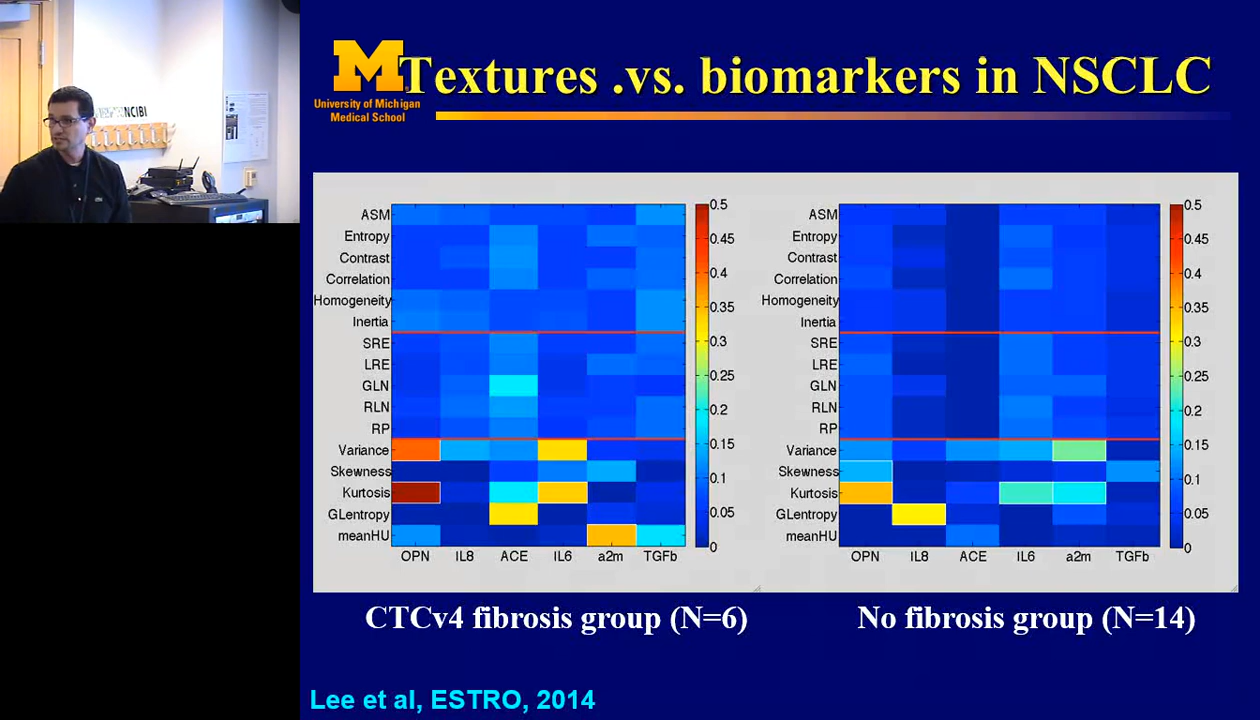 NCIBI
M
University of Michigan
Medical School
Textures .vs. biomarkers in NSCLC
ASM
Entropy
Contrast
Correlation
Homogeneity
Inertia
SRE
LRE
GLN
RLN
RP
Variance
Skewness
Kurtosis
GLentropy
meanHU
OPN IL8 ACE IL6 a2m TGFb
0.5
0.45
0.4
0.35
0.3
0.25
0.2
0.15
0.1
0.05
0
ASM
Entropy
Contrast
Correlation
Homogeneity
Inertia
SRE
LRE
GLN
RLN
RP
Variance
Skewness
Kurtosis
GLentropy
meanHU
OPN IL8 ACE IL6 a2m TGFb
0.5
0.45
0.4
0.35
0.3
0.25
0.2
0.15
0.1
0.05
0
CTCv4 fibrosis group (N=6)
No fibrosis group (N=14)
Lee et al, ESTRO, 2014